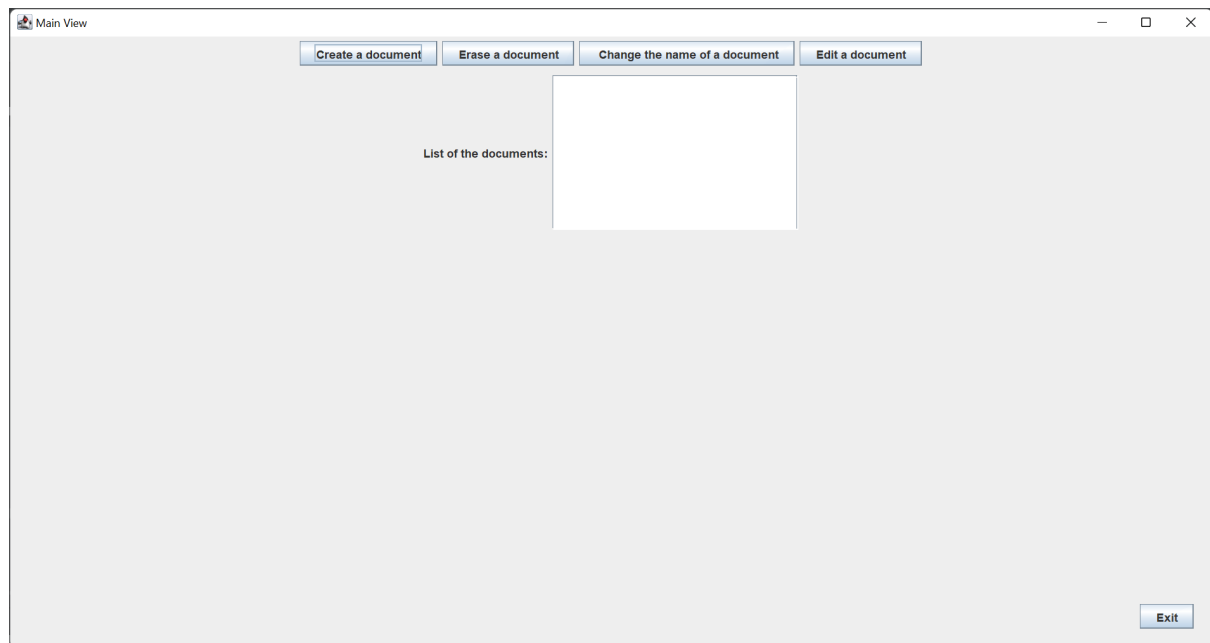 Main View
Create a document Erase a document Change the name of a document Edit a document
List of the documents:
Exit